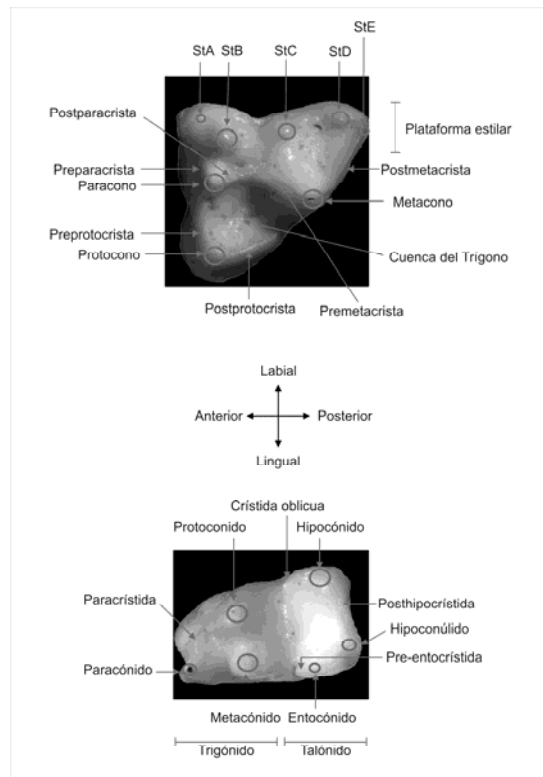 StE
StA StB StC StD
Postparacrista
Plataforma estilar
Preparacrista
Postmetacrista
Paracono
Metacono
Preprotocrista
Protocono
Cuenca del Trígono
Postprotocrista
Premetacrista
Labial
Anterior Posterior
Lingual
Crístida oblicua
Protoconido Hipocónido
Paracrístida
Posthipocrístida
Hipoconúlido
Pre-entocrístida
Paracónido
Metacónido Entocónido
Trigónido Talónido